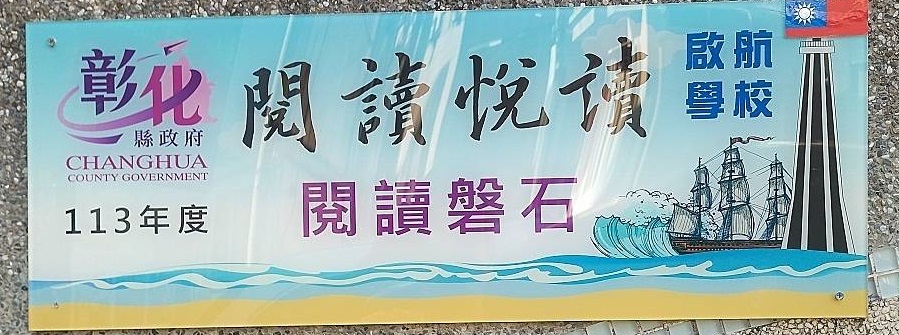 彰化
縣政府
CHANGHUA
COUNTY GOVERNMENT
113年度
閱讀悅讀
閱讀磐石
啟航
學校